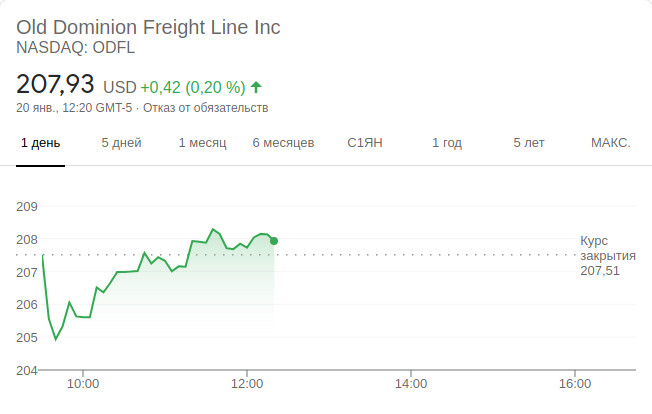 Old Dominion Freight Line Inc
NASDAQ: ODFL
207,93 USD +0,42 (0,20 %)
20 янв., 12:20 GMT-5 · Отказ от обязательств
1 день 5 дней 1 месяц 6 месяцев С1ЯН 1 год 5 лет МАКС.
209
208
207
206
205
204
Курс
закрытия
207,51
10:00 12:00 14:00 16:00